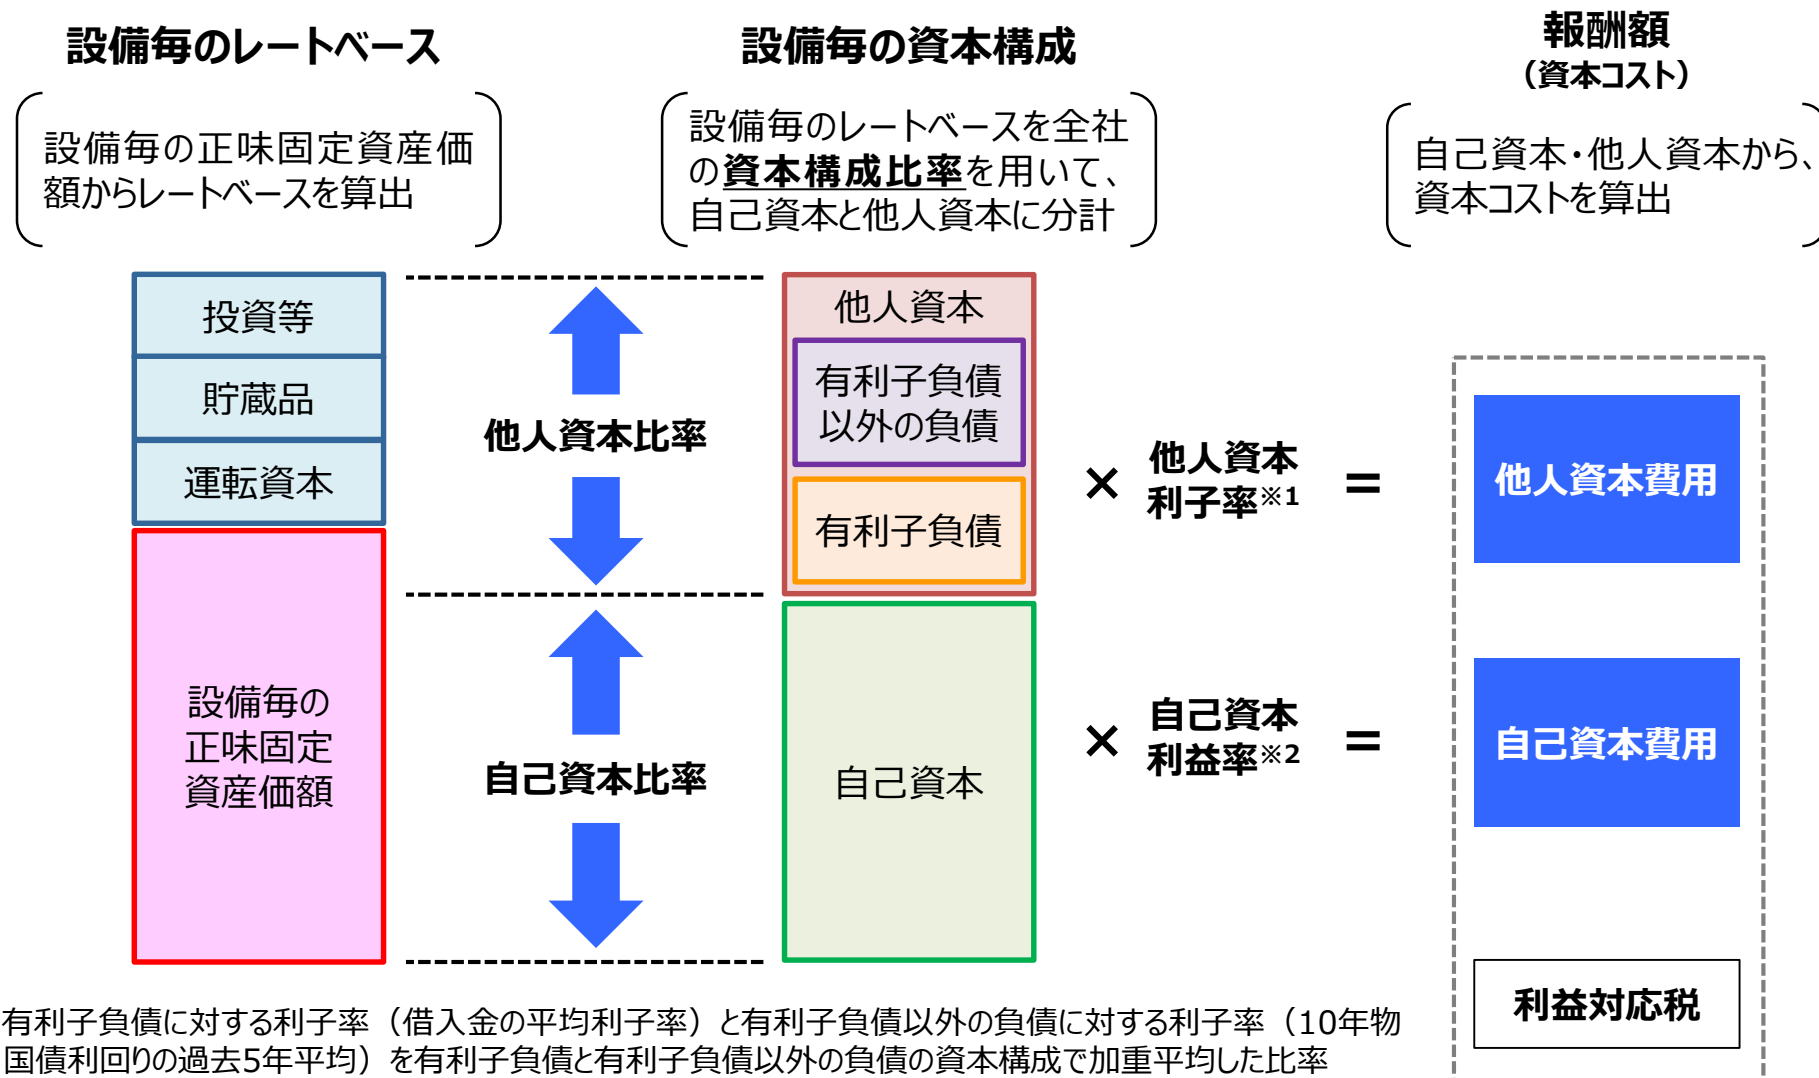 設備毎のレートベース
設備毎の正味固定資産価
額からレートベースを算出
設備毎の資本構成
設備毎のレートベースを全社
の資本構成比率を用いて、
自己資本と他人資本に分計
報酬額
（資本コスト）
自己資本・他人資本から、
資本コストを算出
投資等
貯蔵品
運転資本
設備毎の
正味固定
資産価額
他人資本比率
自己資本比率
他人資本
有利子負債
以外の負債
有利子負債
自己資本
×
他人資本
利子率※1
=
他人資本費用
×
自己資本
利益率※2
=
自己資本費用
利益対応税
有利子負債に対する利子率（借入金の平均利子率）と有利子負債以外の負債に対する利子率（10年物
国債利回りの過去5年平均）を有利子負債と有利子負債以外の負債の資本構成で加重平均した比率